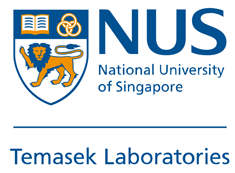 NUS
National University
of Singapore
Temasek Laboratories